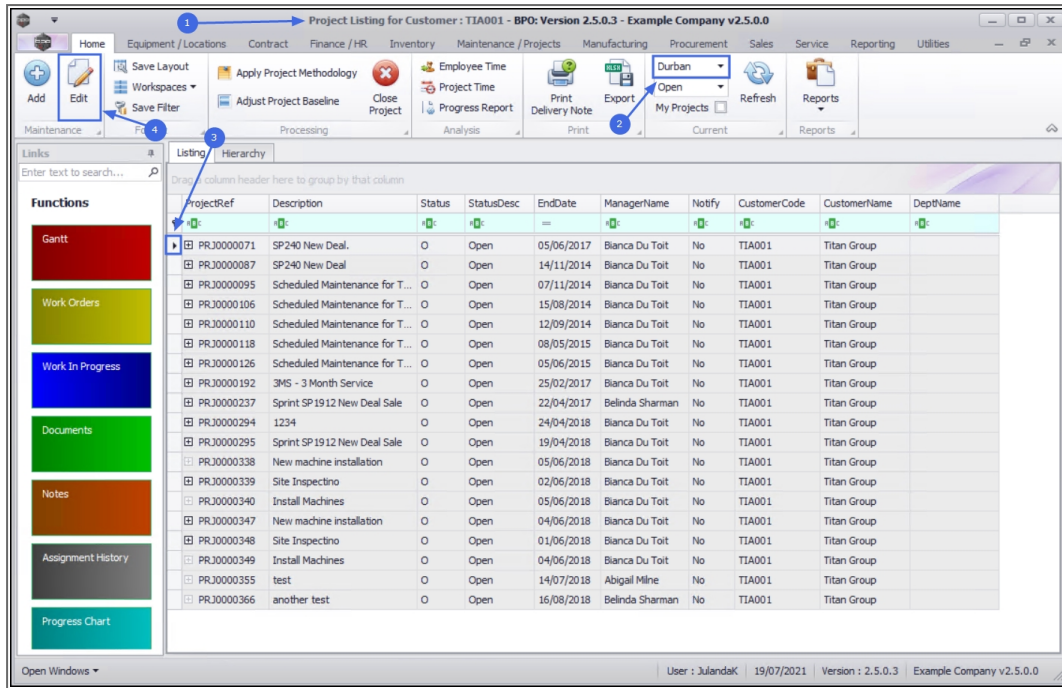 1
Project Listing for Customer : TIA001 - BPO: Version 2.5.0.3 - Example Company v2.5.0.0
Home Equipment / Locations Contract Finance / HR Inventory Maintenance / Projects Manufacturing Procurement Sales Service Reporting Utilities
Add
Edit
Save Layout
Workspaces
Save Filter
Apply Project Methodology
Adjust Project Baseline
Close Project
Employee Time
Project Time
Progress Report
Print Delivery Note
Export
Durban
Open
My Projects
Refresh
Reports
2
3
4
Maintenance Processing Analysis Print Current Reports
Links
Listing Hierarchy
Enter text to search...
Drag a column header here to group by that column
Functions
ProjectRef Description Status StatusDesc EndDate ManagerName Notify CustomerCode CustomerName DeptName
PRJ0000071 SP240 New Deal. O Open 05/06/2017 Bianca Du Toit No TIA001 Titan Group
PRJ0000087 SP240 New Deal O Open 14/11/2014 Bianca Du Toit No TIA001 Titan Group
PRJ0000095 Scheduled Maintenance for T... O Open 07/11/2014 Bianca Du Toit No TIA001 Titan Group
PRJ0000106 Scheduled Maintenance for T... O Open 15/08/2014 Bianca Du Toit No TIA001 Titan Group
PRJ0000110 Scheduled Maintenance for T... O Open 12/09/2014 Bianca Du Toit No TIA001 Titan Group
PRJ0000118 Scheduled Maintenance for T... O Open 08/05/2015 Bianca Du Toit No TIA001 Titan Group
PRJ0000126 Scheduled Maintenance for T... O Open 05/06/2015 Bianca Du Toit No TIA001 Titan Group
PRJ0000192 3MS - 3 Month Service O Open 25/02/2017 Bianca Du Toit No TIA001 Titan Group
PRJ0000237 Sprint SP1912 New Deal Sale O Open 22/04/2017 Belinda Sharman No TIA001 Titan Group
PRJ0000294 1234 O Open 24/04/2018 Bianca Du Toit No TIA001 Titan Group
PRJ0000295 Sprint SP1912 New Deal Sale O Open 19/04/2018 Bianca Du Toit No TIA001 Titan Group
PRJ0000338 New machine installation O Open 05/06/2018 Bianca Du Toit No TIA001 Titan Group
PRJ0000339 Site Inspectino O Open 02/06/2018 Bianca Du Toit No TIA001 Titan Group
PRJ0000340 Install Machines O Open 05/06/2018 Bianca Du Toit No TIA001 Titan Group
PRJ0000347 New machine installation O Open 04/06/2018 Bianca Du Toit No TIA001 Titan Group
PRJ0000348 Site Inspectino O Open 01/06/2018 Bianca Du Toit No TIA001 Titan Group
PRJ0000349 Install Machines O Open 04/06/2018 Bianca Du Toit No TIA001 Titan Group
PRJ0000355 test O Open 14/07/2018 Abigail Milne No TIA001 Titan Group
PRJ0000366 another test O Open 16/08/2018 Belinda Sharman No TIA001 Titan Group
Gantt
Work Orders
Work In Progress
Documents
Notes
Assignment History
Progress Chart
Open Windows
User : JulandaK 19/07/2021 Version : 2.5.0.3 Example Company v2.5.0.0